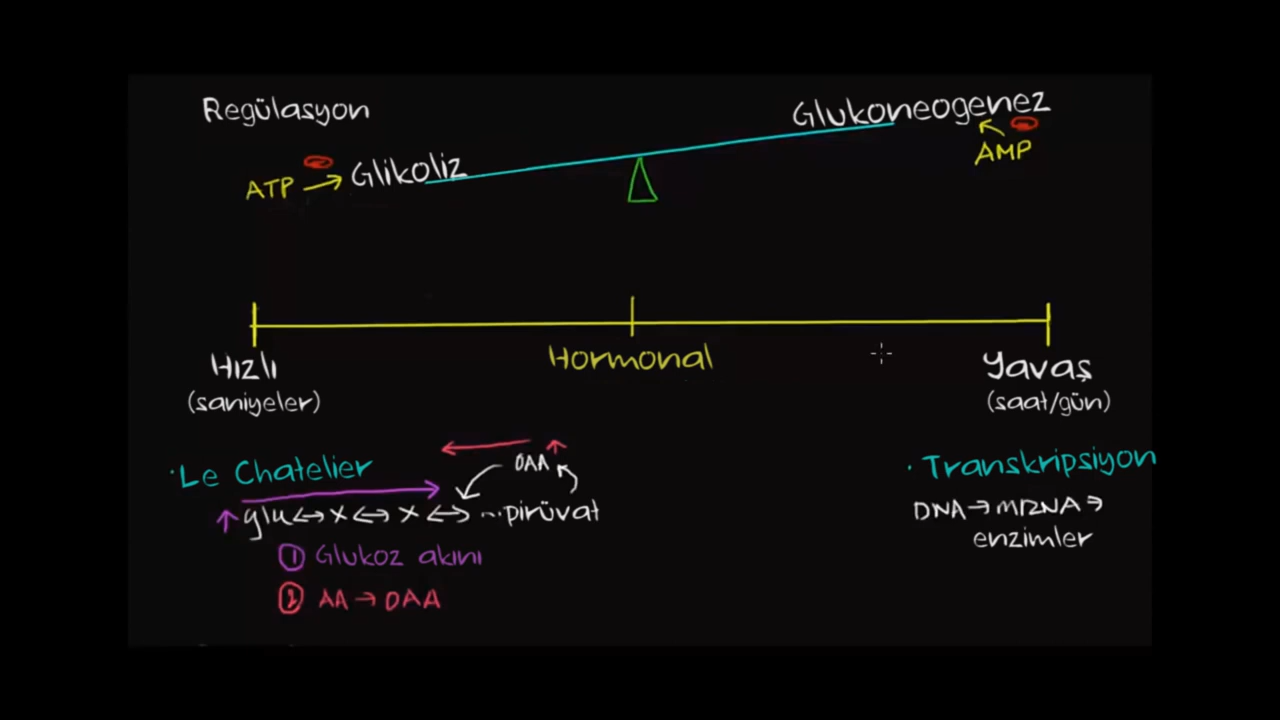 Regülasyon
Glukoneogenez
AMP
ATP → Glikoliz
Hızlı
(saniyeler)
Hormonal
Yavaş
(saat/gün)
· Le Chatelier
OAA ↑
↑ glu ↔ x ↔ x ↔ ... pirüvat
① Glukoz akını
② AA → OAA
· Transkripsiyon
DNA → mRNA →
enzimler